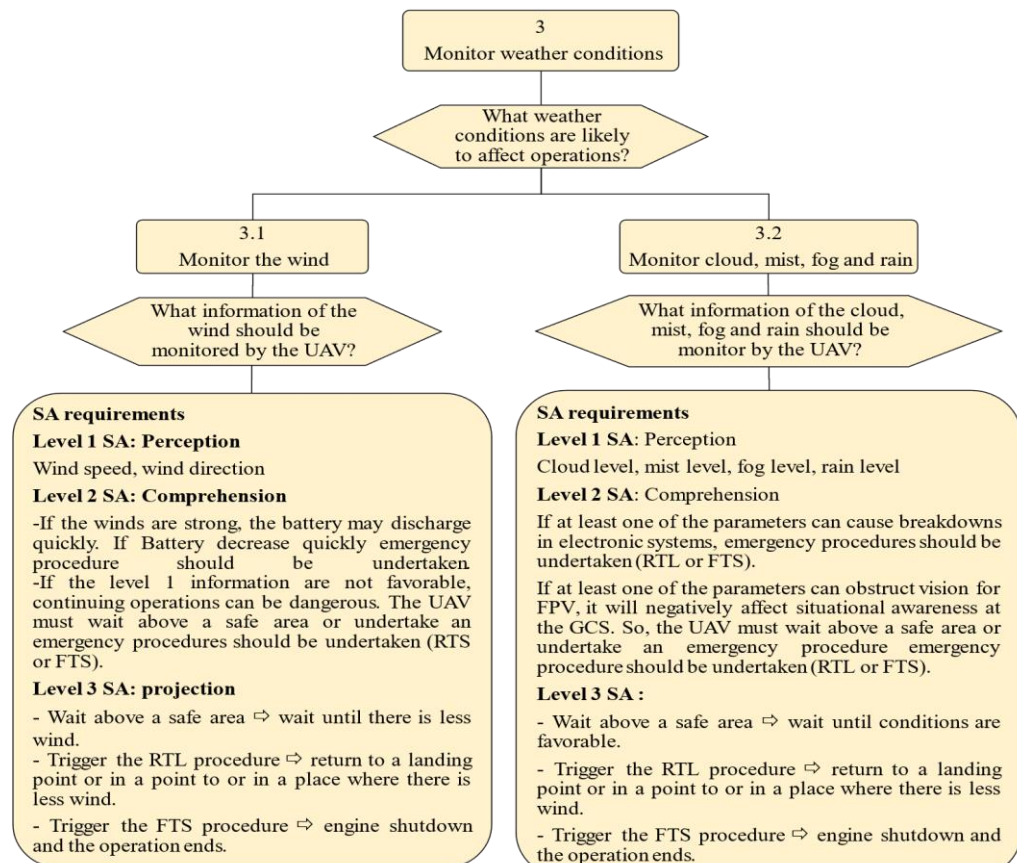 3
Monitor weather conditions
What weather
conditions are likely
to affect operations?
3.1
Monitor the wind
3.2
Monitor cloud, mist, fog and rain
What information of the
wind should be
monitored by the UAV?
What information of the cloud,
mist, fog and rain should be
monitor by the UAV?
SA requirements
Level 1 SA: Perception
Wind speed, wind direction
Level 2 SA: Comprehension
-If the winds are strong, the battery may discharge
quickly. If Battery decrease quickly emergency
procedure should be undertaken.
-If the level 1 information are not favorable,
continuing operations can be dangerous. The UAV
must wait above a safe area or undertake an
emergency procedures should be undertaken (RTS
or FTS).
Level 3 SA: projection
- Wait above a safe area ⇨ wait until there is less
wind.
- Trigger the RTL procedure ⇨ return to a landing
point or in a point to or in a place where there is
less wind.
- Trigger the FTS procedure ⇨ engine shutdown
and the operation ends.
SA requirements
Level 1 SA: Perception
Cloud level, mist level, fog level, rain level
Level 2 SA: Comprehension
If at least one of the parameters can cause breakdowns
in electronic systems, emergency procedures should be
undertaken (RTL or FTS).
If at least one of the parameters can obstruct vision for
FPV, it will negatively affect situational awareness at
the GCS. So, the UAV must wait above a safe area or
undertake an emergency procedure emergency
procedure should be undertaken (RTL or FTS).
Level 3 SA :
- Wait above a safe area ⇨ wait until conditions are
favorable.
- Trigger the RTL procedure ⇨ return to a landing
point or in a point to or in a place where there is less
wind.
- Trigger the FTS procedure ⇨ engine shutdown and
the operation ends.